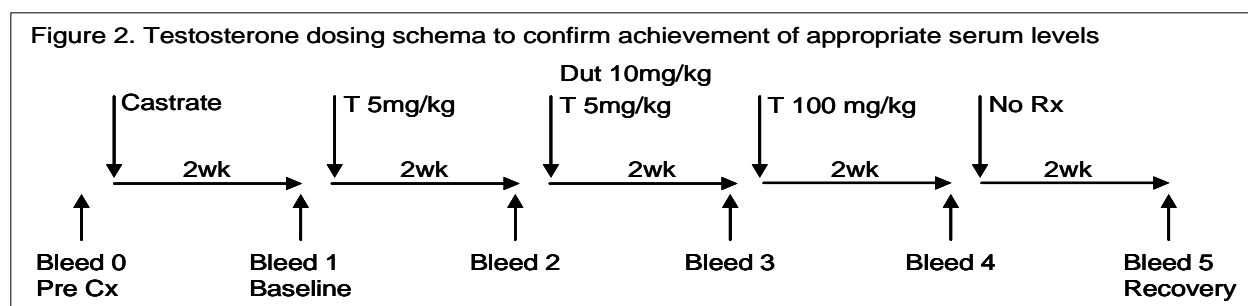 Figure 2. Testosterone dosing schema to confirm achievement of appropriate serum levels
Dut 10mg/kg
Castrate T 5mg/kg T 5mg/kg T 100 mg/kg No Rx
2wk 2wk 2wk 2wk 2wk
Bleed 0 Bleed 1 Bleed 2 Bleed 3 Bleed 4 Bleed 5
Pre Cx Baseline Recovery